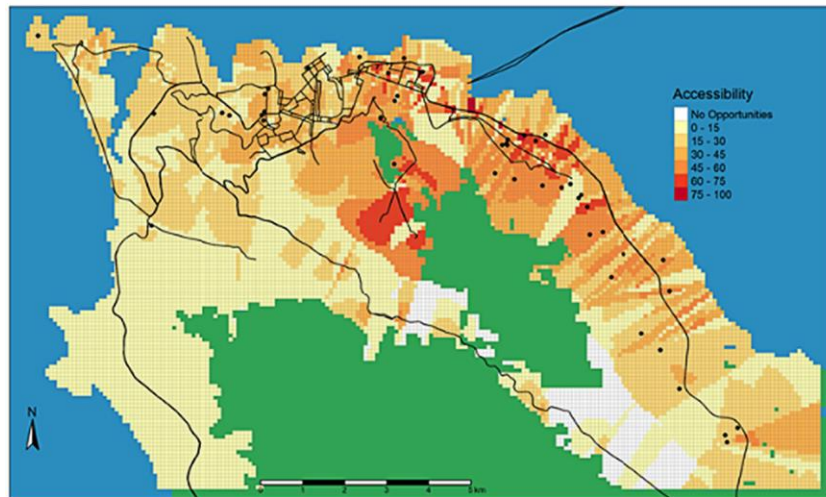 Accessibility
No Opportunities
0 - 15
15 - 30
30 - 45
45 - 60
60 - 75
75 - 100
N
0 1 2 3 4 5 km